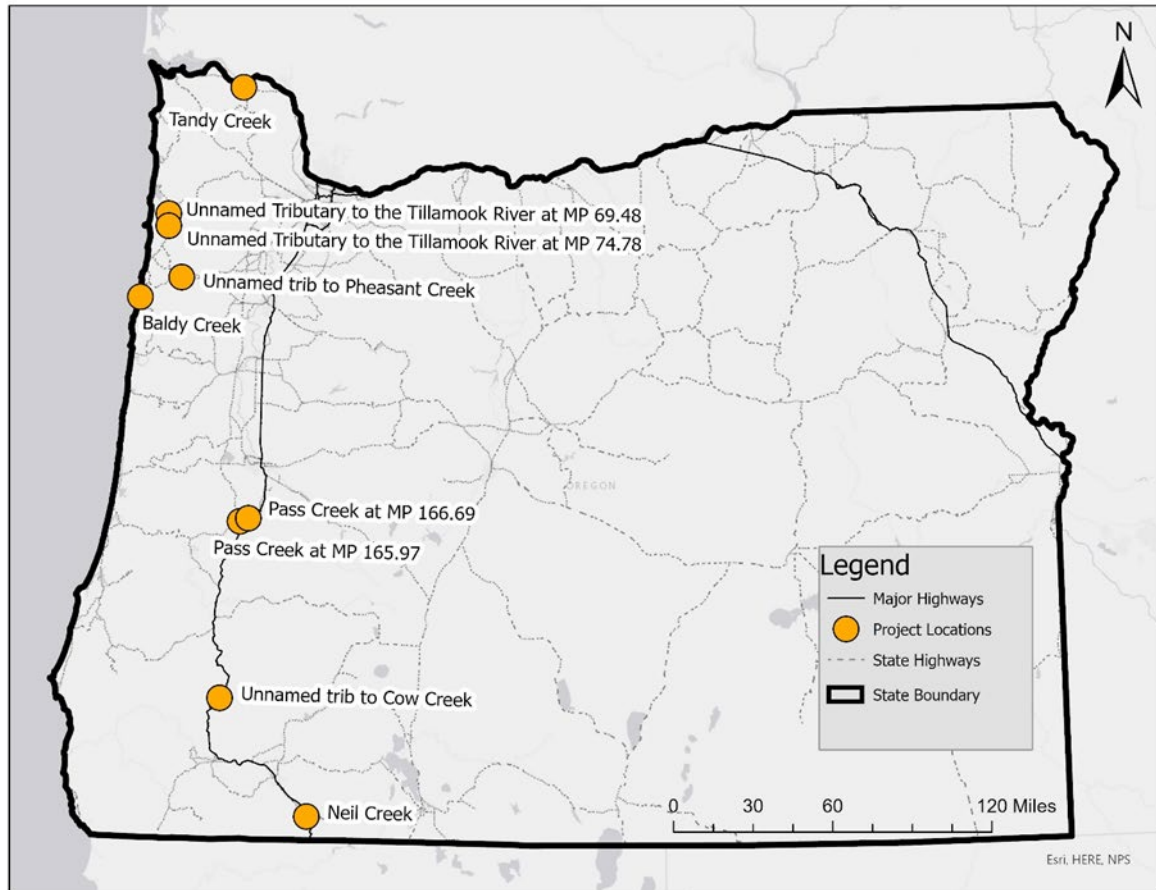 N
Tandy Creek
Unnamed Tributary to the Tillamook River at MP 69.48
Unnamed Tributary to the Tillamook River at MP 74.78
Unnamed trib to Pheasant Creek
Baldy Creek
OREGON
Pass Creek at MP 166.69
Pass Creek at MP 165.97
Legend
Major Highways
Project Locations
State Highways
State Boundary
Unnamed trib to Cow Creek
Neil Creek
0 30 60 120 Miles
Esri, HERE, NPS